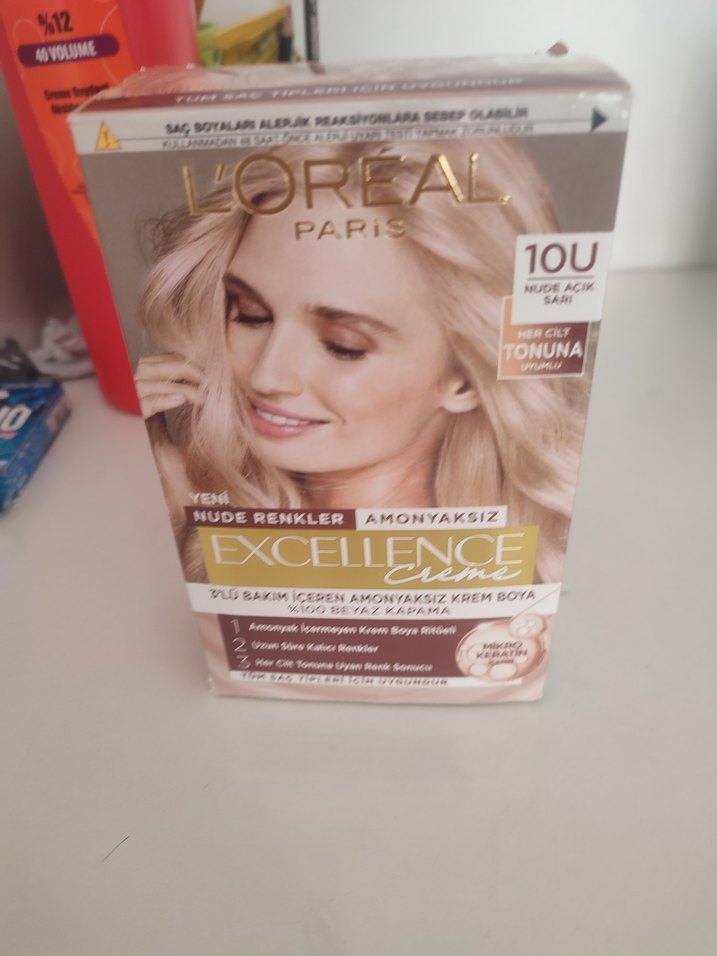 %12
40 VOLUME
TÜM SAÇ TİPLERİ İÇİN UYGUNDUR
SAÇ BOYALARI ALERJİK REAKSİYONLARA SEBEP OLABİLİR
KULLANMADAN 48 SAAT ÖNCE ALERJİ UYARI TESTİ YAPMAK ZORUNLUDUR
L'ORÉAL
PARİS
10U
NUDE AÇIK
SARI
HER CİLT
TONUNA
UYUMLU
YENİ
NUDE RENKLER AMONYAKSIZ
EXCELLENCE
Creme
3'LÜ BAKIM İÇEREN AMONYAKSIZ KREM BOYA
%100 BEYAZ KAPAMA
1 Amonyak İçermeyen Krem Boya Ritüeli
2 Uzun Süre Kalıcı Renkler
3 Her Cilt Tonuna Uyan Renk Sonucu
MİKRO
KERATİN
TÜM SAÇ TİPLERİ İÇİN UYGUNDUR